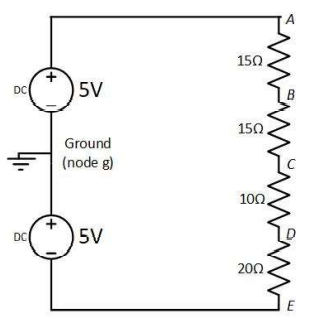 A
15Ω
B
DC
+
−
5V
15Ω
Ground
(node g)
C
10Ω
DC
+
−
5V
D
20Ω
E